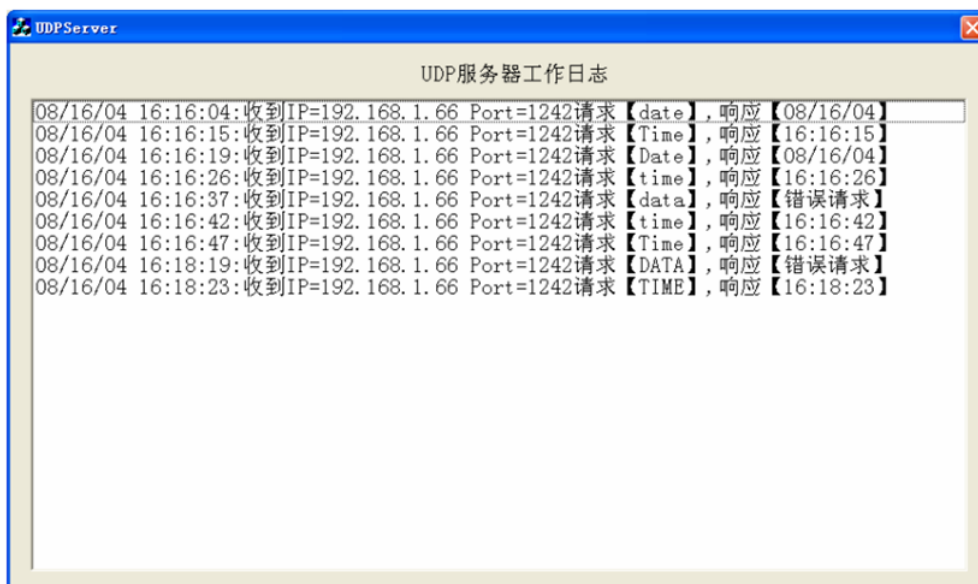 UDPServer
UDP服务器工作日志
08/16/04 16:16:04:收到IP=192.168.1.66 Port=1242请求【date】,响应【08/16/04】
08/16/04 16:16:15:收到IP=192.168.1.66 Port=1242请求【Time】,响应【16:16:15】
08/16/04 16:16:19:收到IP=192.168.1.66 Port=1242请求【Date】,响应【08/16/04】
08/16/04 16:16:26:收到IP=192.168.1.66 Port=1242请求【time】,响应【16:16:26】
08/16/04 16:16:37:收到IP=192.168.1.66 Port=1242请求【data】,响应【错误请求】
08/16/04 16:16:42:收到IP=192.168.1.66 Port=1242请求【time】,响应【16:16:42】
08/16/04 16:16:47:收到IP=192.168.1.66 Port=1242请求【Time】,响应【16:16:47】
08/16/04 16:18:19:收到IP=192.168.1.66 Port=1242请求【DATA】,响应【错误请求】
08/16/04 16:18:23:收到IP=192.168.1.66 Port=1242请求【TIME】,响应【16:18:23】